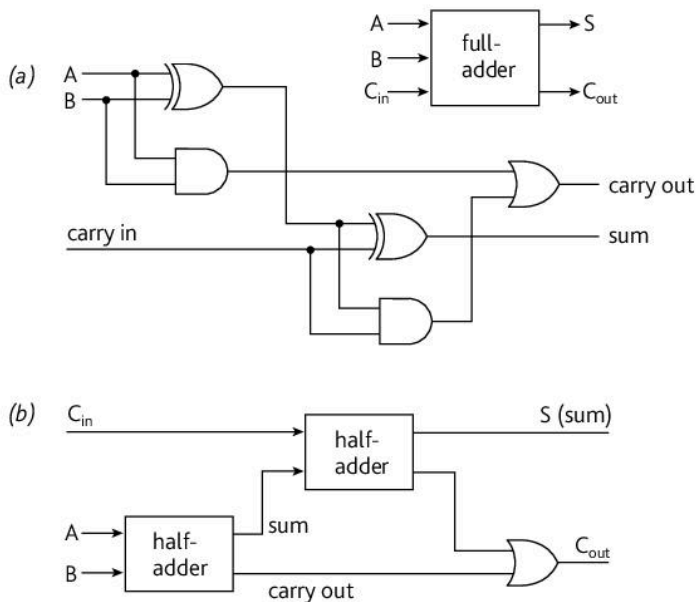 (a)
A
B
carry in
carry out
sum
A
B
Cin
full-
adder
S
Cout
(b)
Cin
half-
adder
S (sum)
A
B
half-
adder
sum
carry out
Cout